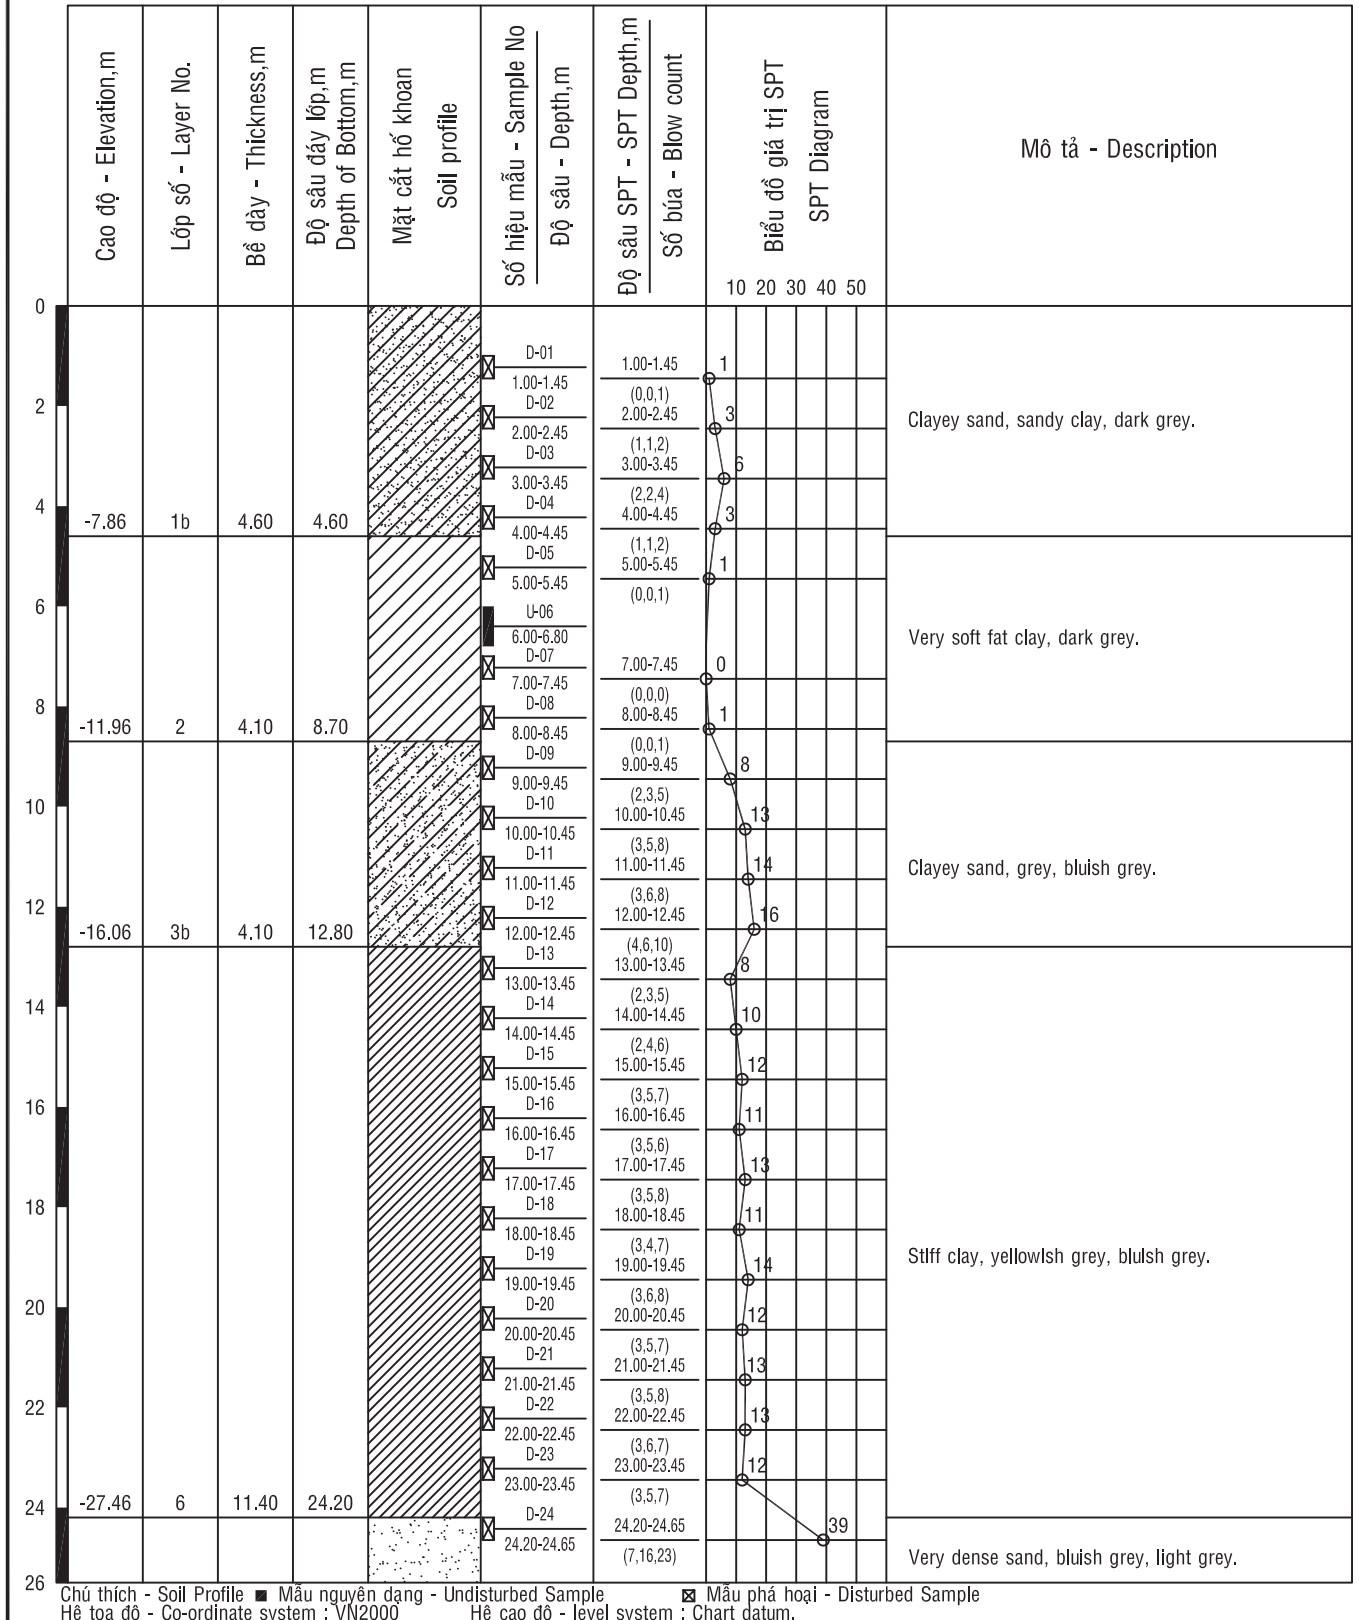 Cao độ - Elevation,m
Lớp số - Layer No.
Bề dày - Thickness,m
Độ sâu đáy lớp,m
Depth of Bottom,m
Mặt cắt hố khoan
Soil profile
Số hiệu mẫu - Sample No
Độ sâu - Depth,m
Độ sâu SPT - SPT Depth,m
Số búa - Blow count
Biểu đồ giá trị SPT
SPT Diagram
10 20 30 40 50
Mô tả - Description
0
D-01
1.00-1.45
1.00-1.45
(0,0,1)
1
2
D-02
2.00-2.45
2.00-2.45
(1,1,2)
3
Clayey sand, sandy clay, dark grey.
D-03
3.00-3.45
3.00-3.45
(2,2,4)
6
4
D-04
4.00-4.45
4.00-4.45
(1,1,2)
3
-7.86 1b 4.60 4.60
D-05
5.00-5.45
5.00-5.45
(0,0,1)
1
6
U-06
6.00-6.80
Very soft fat clay, dark grey.
D-07
7.00-7.45
7.00-7.45
(0,0,0)
0
8
D-08
8.00-8.45
8.00-8.45
(0,0,1)
1
-11.96 2 4.10 8.70
D-09
9.00-9.45
9.00-9.45
(2,3,5)
8
10
D-10
10.00-10.45
10.00-10.45
(3,5,8)
13
D-11
11.00-11.45
11.00-11.45
(3,6,8)
14
Clayey sand, grey, bluish grey.
12
D-12
12.00-12.45
12.00-12.45
(4,6,10)
16
-16.06 3b 4.10 12.80
D-13
13.00-13.45
13.00-13.45
(2,3,5)
8
14
D-14
14.00-14.45
14.00-14.45
(2,4,6)
10
D-15
15.00-15.45
15.00-15.45
(3,5,7)
12
16
D-16
16.00-16.45
16.00-16.45
(3,5,6)
11
D-17
17.00-17.45
17.00-17.45
(3,5,8)
13
18
D-18
18.00-18.45
18.00-18.45
(3,4,7)
11
D-19
19.00-19.45
19.00-19.45
(3,6,8)
14
Stiff clay, yellowish grey, bluish grey.
20
D-20
20.00-20.45
20.00-20.45
(3,5,7)
12
D-21
21.00-21.45
21.00-21.45
(3,5,8)
13
22
D-22
22.00-22.45
22.00-22.45
(3,6,7)
13
D-23
23.00-23.45
23.00-23.45
(3,5,7)
12
24
-27.46 6 11.40 24.20
D-24
24.20-24.65
24.20-24.65
(7,16,23)
39
Very dense sand, bluish grey, light grey.
26
Chú thích - Soil Profile ■ Mẫu nguyên dạng - Undisturbed Sample ☒ Mẫu phá hoại - Disturbed Sample
Hệ tọa độ - Co-ordinate system : VN2000 Hệ cao độ - level system : Chart datum.